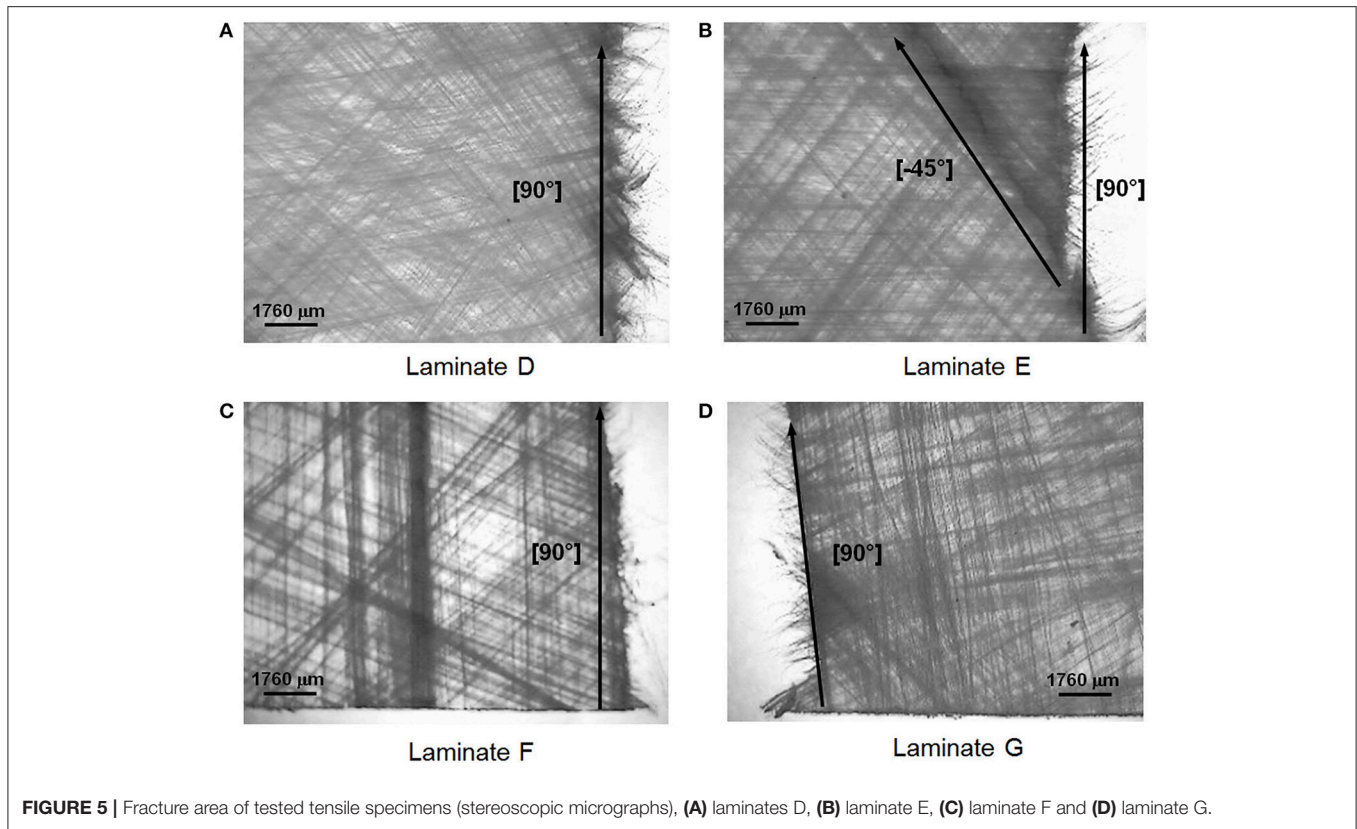 A
[90°]
1760 µm
Laminate D
B
[-45°]
[90°]
1760 µm
Laminate E
C
[90°]
1760 µm
Laminate F
D
[90°]
1760 µm
Laminate G
FIGURE 5 | Fracture area of tested tensile specimens (stereoscopic micrographs), (A) laminates D, (B) laminate E, (C) laminate F and (D) laminate G.